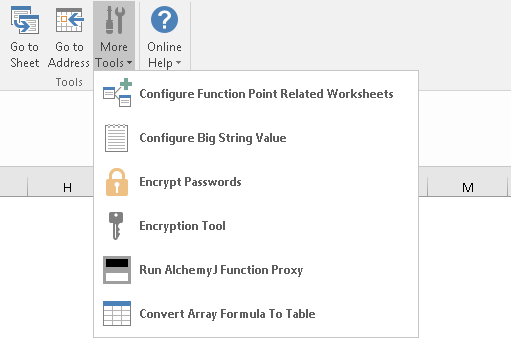 Go to Go to More Online
Sheet Address Tools Help
Tools
Configure Function Point Related Worksheets
Configure Big String Value
Encrypt Passwords
H M
Encryption Tool
Run AlchemyJ Function Proxy
Convert Array Formula To Table